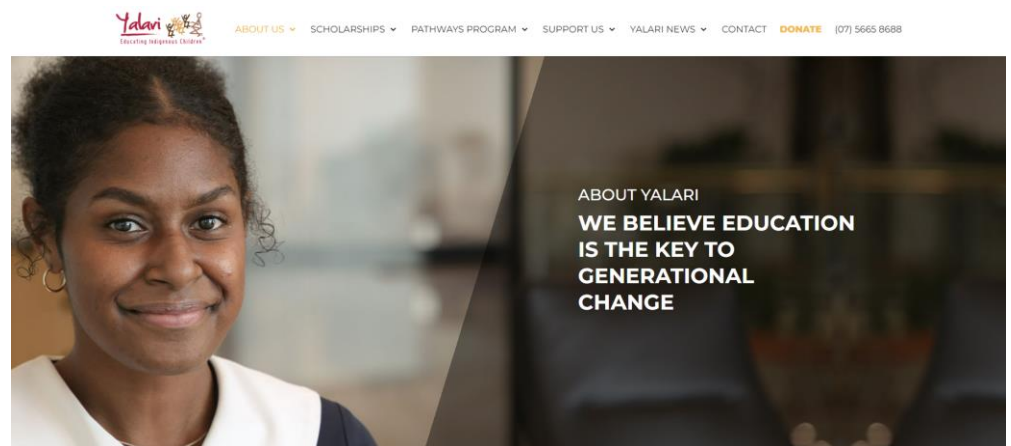 Yalari
Educating Indigenous Children
ABOUT US
SCHOLARSHIPS
PATHWAYS PROGRAM
SUPPORT US
YALARI NEWS
CONTACT
DONATE
(07) 5665 8688
ABOUT YALARI
WE BELIEVE EDUCATION
IS THE KEY TO
GENERATIONAL
CHANGE